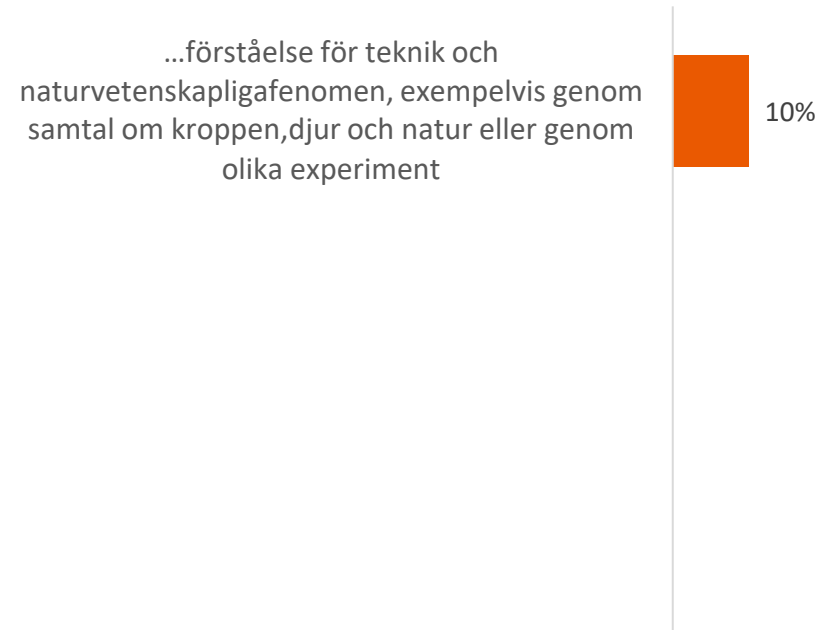 …förståelse för teknik och
naturvetenskapligafenomen, exempelvis genom
samtal om kroppen,djur och natur eller genom
olika experiment
10%